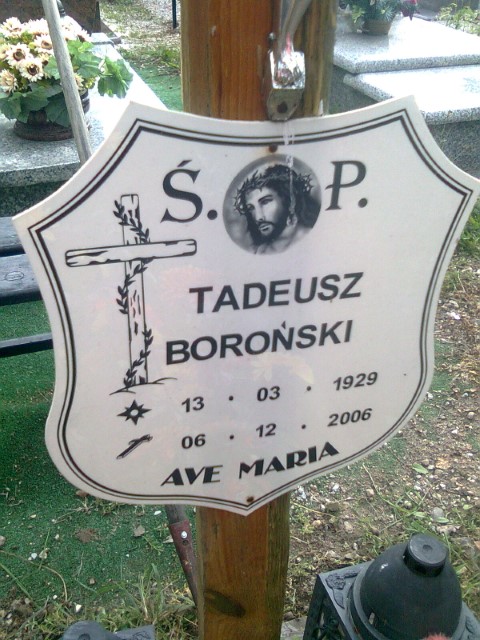 Ś. P.
TADEUSZ
BOROŃSKI
13 · 03 · 1929
06 · 12 · 2006
AVE MARIA